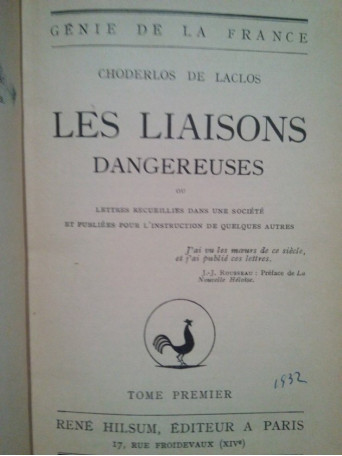 GÉNIE DE LA FRANCE
CHODERLOS DE LACLOS
LES LIAISONS
DANGEREUSES
OU
LETTRES RECUEILLIES DANS UNE SOCIÉTÉ
ET PUBLIÉES POUR L'INSTRUCTION DE QUELQUES AUTRES
J'ai vu les mœurs de ce siècle,
et j'ai publié ces lettres.
J.-J. ROUSSEAU : Préface de La
Nouvelle Héloïse.
TOME PREMIER
1932
RENÉ HILSUM, ÉDITEUR A PARIS
17, RUE FROIDEVAUX (XIVe)